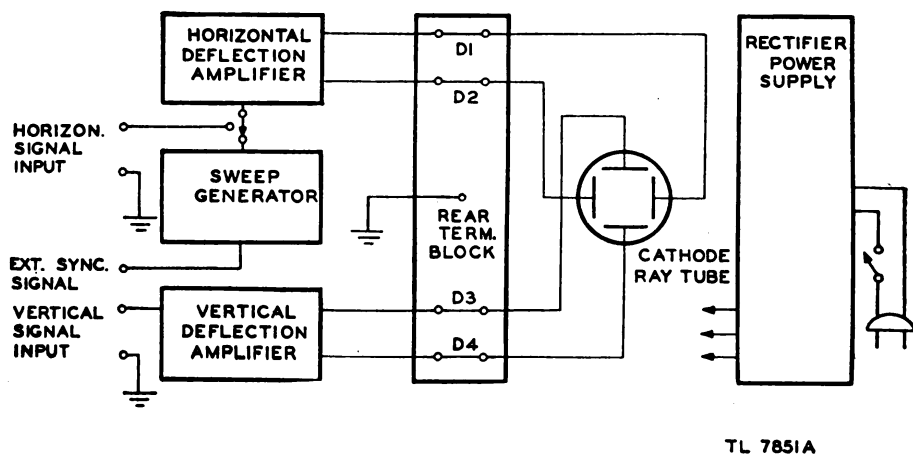 HORIZONTAL
DEFLECTION
AMPLIFIER
D1
D2
RECTIFIER
POWER
SUPPLY
HORIZON.
SIGNAL
INPUT
SWEEP
GENERATOR
REAR
TERM.
BLOCK
CATHODE
RAY TUBE
EXT. SYNC.
SIGNAL
VERTICAL
SIGNAL
INPUT
VERTICAL
DEFLECTION
AMPLIFIER
D3
D4
TL 7851A